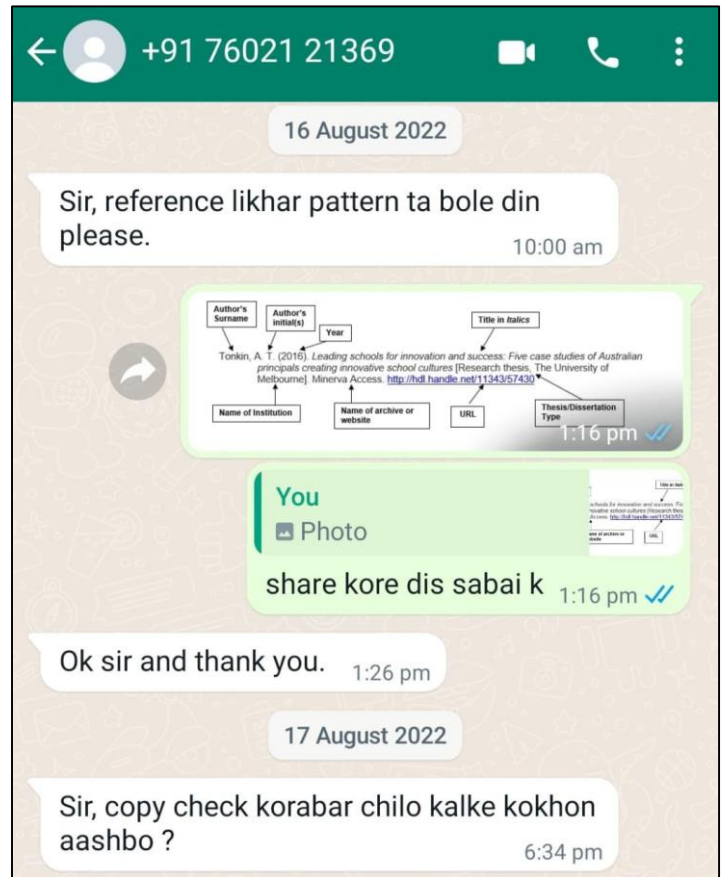 +91 76021 21369
16 August 2022
Sir, reference likhar pattern ta bole din
please.
10:00 am
Author's
Surname
Author's
initial(s)
Year
Title in Italics
Tonkin, A. T. (2016). Leading schools for innovation and success: Five case studies of Australian
principals creating innovative school cultures [Research thesis, The University of
Melbourne]. Minerva Access. http://hdl.handle.net/11343/57430
Name of Institution
Name of archive or
website
URL
Thesis/Dissertation
Type
1:16 pm
You
Photo
share kore dis sabai k
1:16 pm
Ok sir and thank you.
1:26 pm
17 August 2022
Sir, copy check korabar chilo kalke kokhon
aashbo ?
6:34 pm